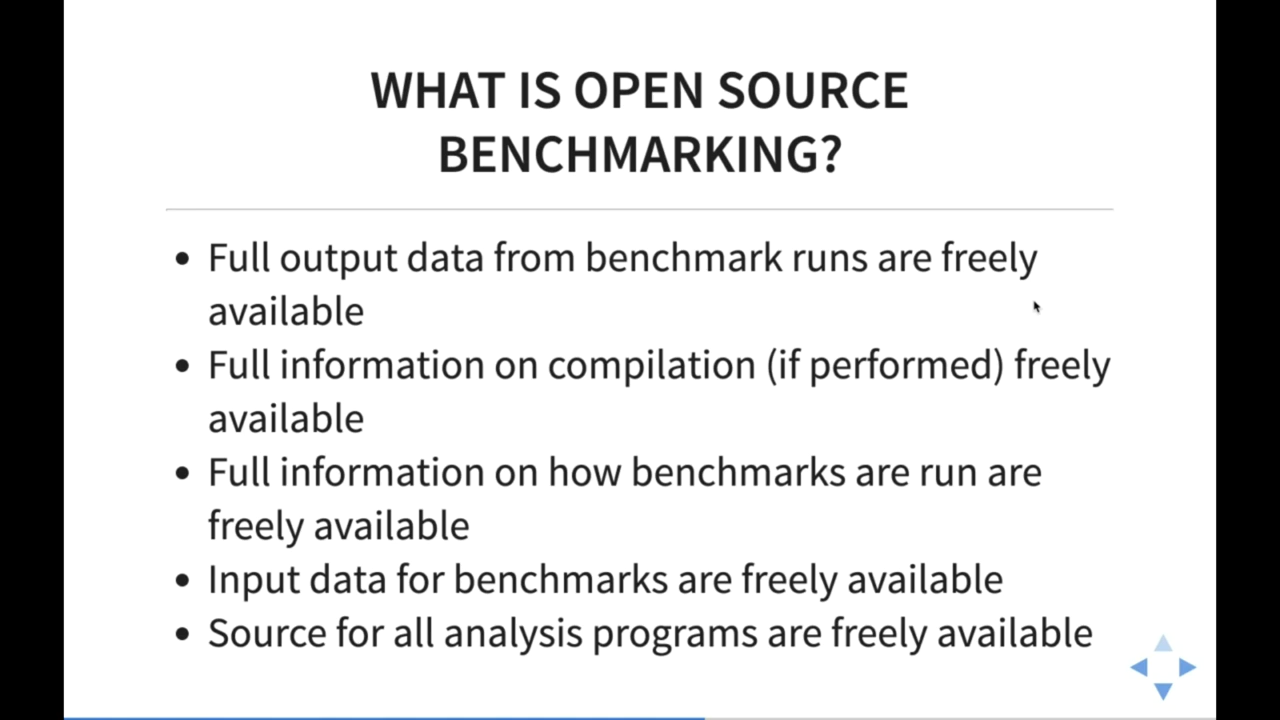 WHAT IS OPEN SOURCE
BENCHMARKING?
• Full output data from benchmark runs are freely
available
• Full information on compilation (if performed) freely
available
• Full information on how benchmarks are run are
freely available
• Input data for benchmarks are freely available
• Source for all analysis programs are freely available